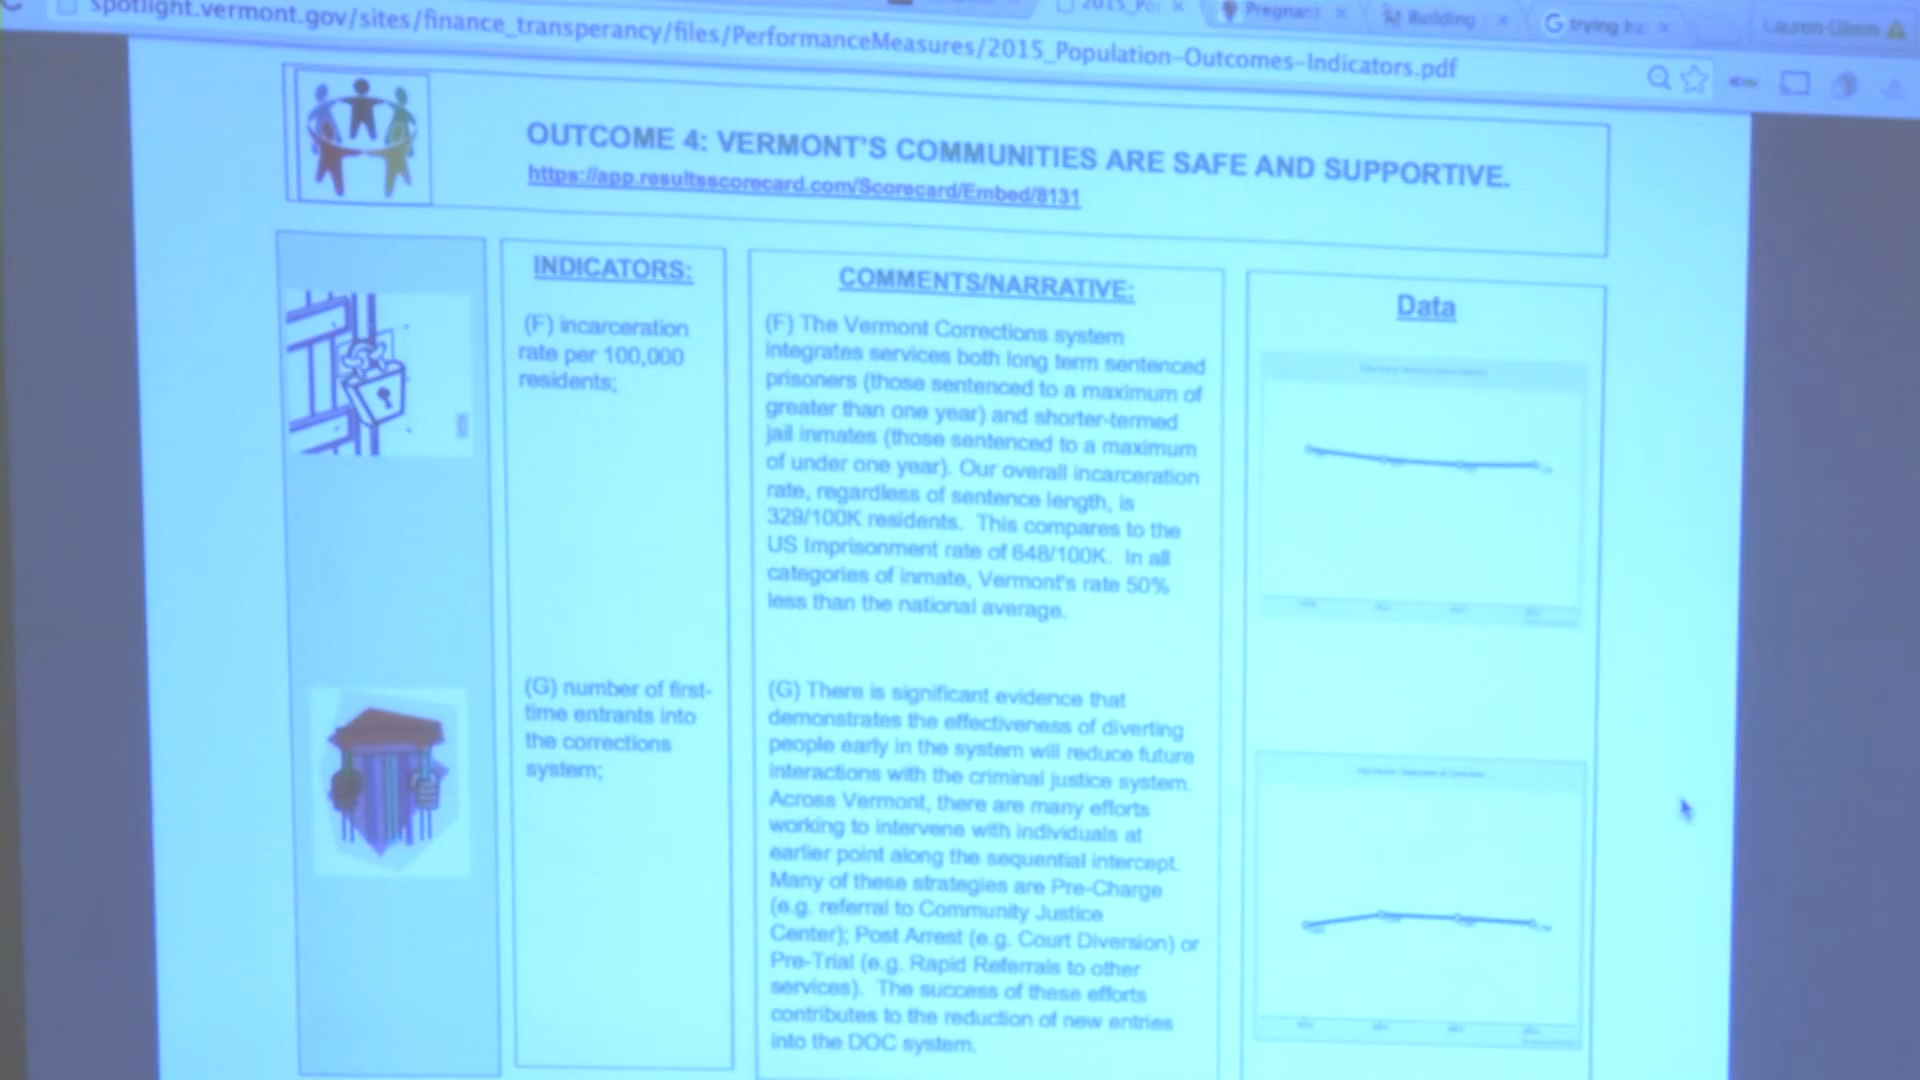 spotlight.vermont.gov/sites/finance_transperancy/files/PerformanceMeasures/2015_Population-Outcomes-Indicators.pdf
Pregnant
Building
trying ha
Lauren-Glenn
OUTCOME 4: VERMONT'S COMMUNITIES ARE SAFE AND SUPPORTIVE.
https://app.resultsscorecard.com/Scorecard/Embed/8131
INDICATORS:
(F) incarceration
rate per 100,000
residents;
(G) number of first-
time entrants into
the corrections
system;
COMMENTS/NARRATIVE:
(F) The Vermont Corrections system
integrates services both long term sentenced
prisoners (those sentenced to a maximum of
greater than one year) and shorter-termed
jail inmates (those sentenced to a maximum
of under one year). Our overall incarceration
rate, regardless of sentence length, is
329/100K residents. This compares to the
US Imprisonment rate of 648/100K. In all
categories of inmate, Vermont's rate 50%
less than the national average.
(G) There is significant evidence that
demonstrates the effectiveness of diverting
people early in the system will reduce future
interactions with the criminal justice system.
Across Vermont, there are many efforts
working to intervene with individuals at
earlier point along the sequential intercept.
Many of these strategies are Pre-Charge
(e.g. referral to Community Justice
Center); Post Arrest (e.g. Court Diversion) or
Pre-Trial (e.g. Rapid Referrals to other
services). The success of these efforts
contributes to the reduction of new entries
into the DOC system.
Data